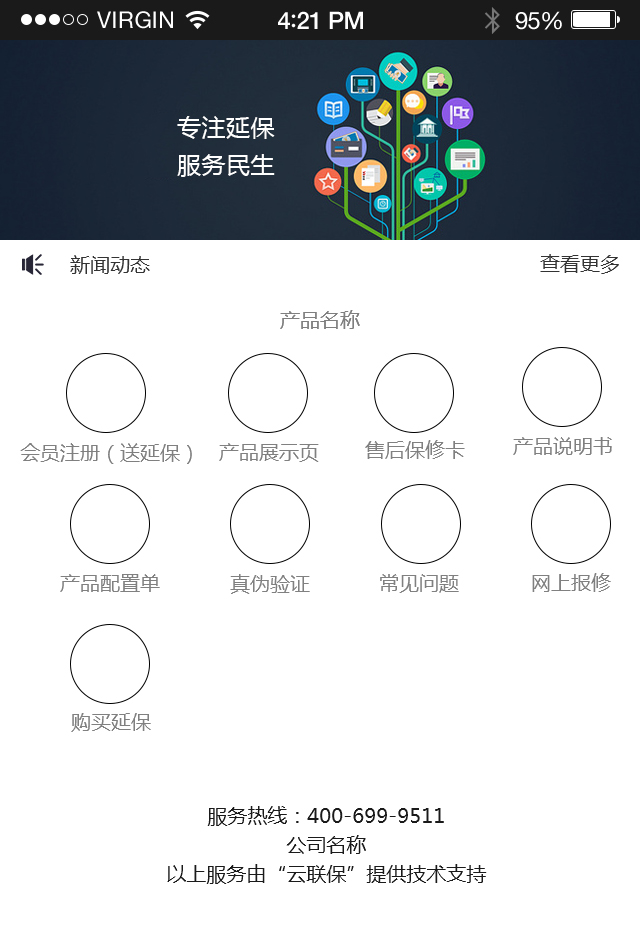 VIRGIN 4:21 PM 95%
专注延保
服务民生
新闻动态 查看更多
产品名称
会员注册（送延保） 产品展示页 售后保修卡 产品说明书
产品配置单 真伪验证 常见问题 网上报修
购买延保
服务热线：400-699-9511
公司名称
以上服务由“云联保”提供技术支持